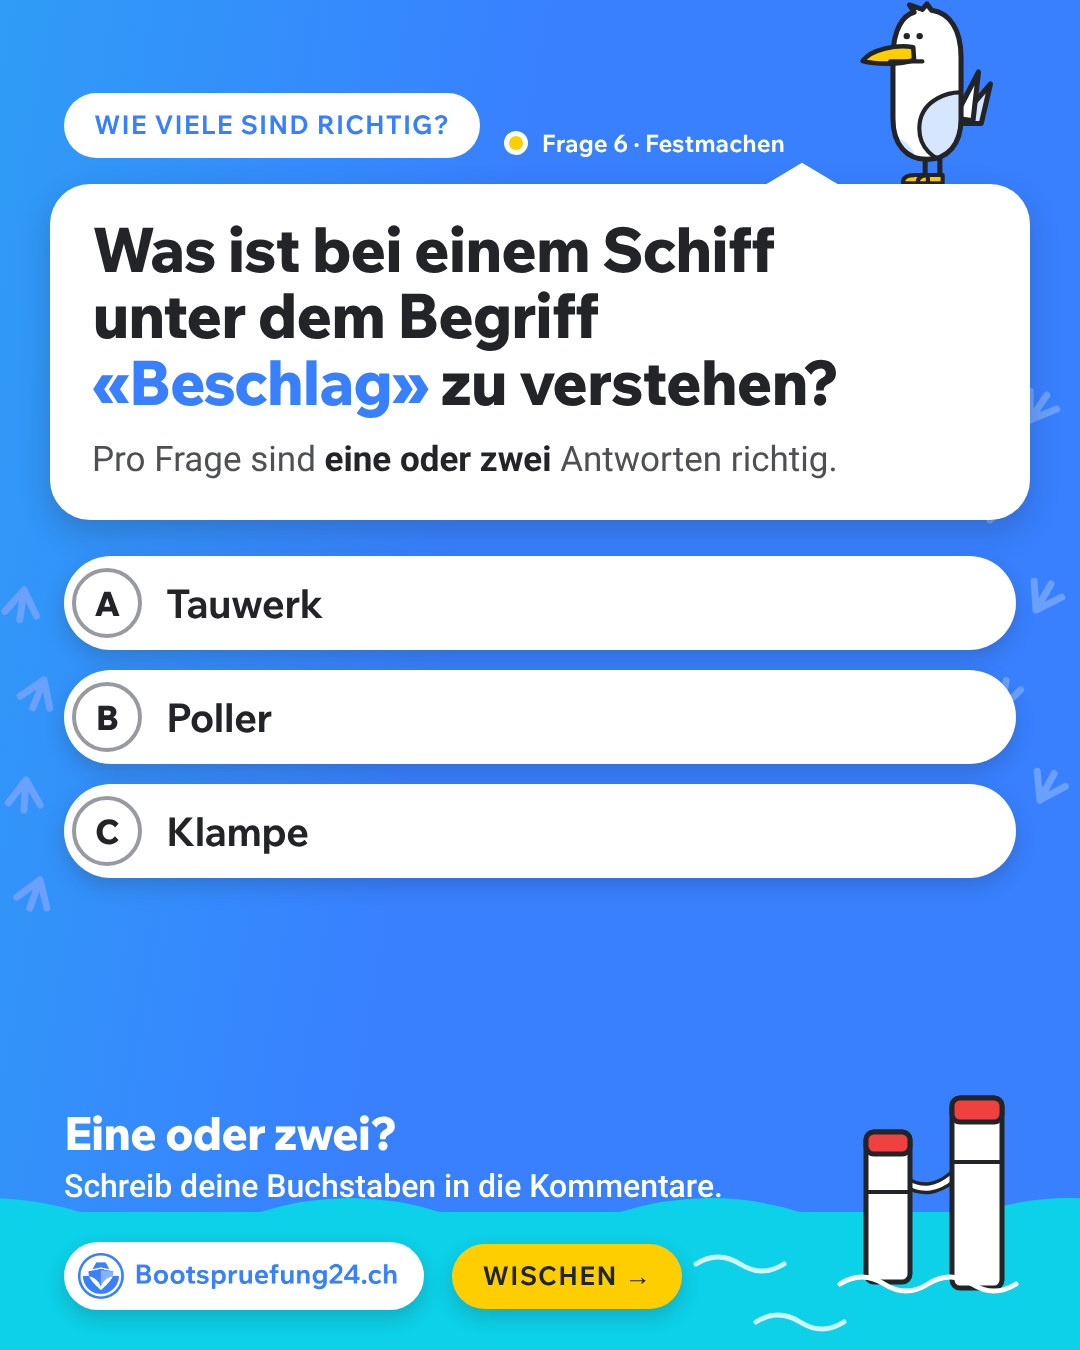 WIE VIELE SIND RICHTIG?
Frage 6 · Festmachen
Was ist bei einem Schiff
unter dem Begriff
«Beschlag» zu verstehen?
Pro Frage sind eine oder zwei Antworten richtig.
A Tauwerk
B Poller
C Klampe
Eine oder zwei?
Schreib deine Buchstaben in die Kommentare.
Bootspruefung24.ch
WISCHEN →